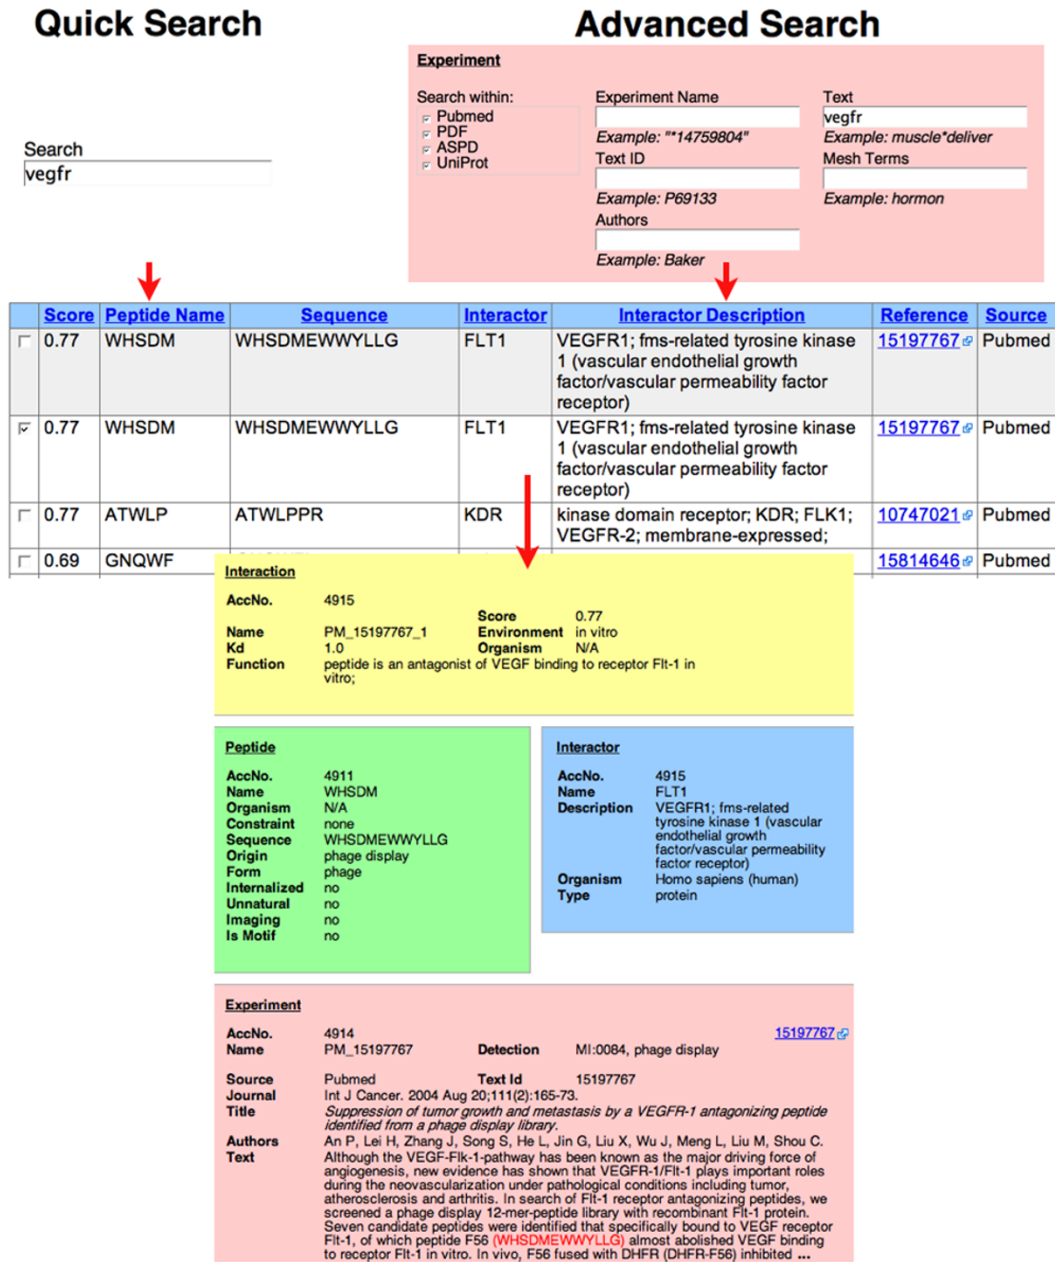 Quick Search
Advanced Search
Search
vegfr
Experiment
Search within:
Pubmed
PDF
ASPD
UniProt
Experiment Name
Example: "*14759804"
Text ID
Example: P69133
Authors
Example: Baker
Text
vegfr
Example: muscle*deliver
Mesh Terms
Example: hormon
Score Peptide Name Sequence Interactor Interactor Description Reference Source
0.77 WHSDM WHSDMEWWYLLG FLT1 VEGFR1; fms-related tyrosine kinase 15197767 Pubmed
1 (vascular endothelial growth
factor/vascular permeability factor
receptor)
0.77 WHSDM WHSDMEWWYLLG FLT1 VEGFR1; fms-related tyrosine kinase 15197767 Pubmed
1 (vascular endothelial growth
factor/vascular permeability factor
receptor)
0.77 ATWLP ATWLPPR KDR kinase domain receptor; KDR; FLK1; 10747021 Pubmed
VEGFR-2; membrane-expressed;
0.69 GNQWF 15814646 Pubmed
Interaction
AccNo. 4915
Score 0.77
Name PM_15197767_1 Environment in vitro
Kd 1.0 Organism N/A
Function peptide is an antagonist of VEGF binding to receptor Flt-1 in
vitro;
Peptide
AccNo. 4911
Name WHSDM
Organism N/A
Constraint none
Sequence WHSDMEWWYLLG
Origin phage display
Form phage
Internalized no
Unnatural no
Imaging no
Is Motif no
Interactor
AccNo. 4915
Name FLT1
Description VEGFR1; fms-related
tyrosine kinase 1 (vascular
endothelial growth
factor/vascular permeability
factor receptor)
Organism Homo sapiens (human)
Type protein
Experiment
AccNo. 4914 15197767
Name PM_15197767 Detection MI:0084, phage display
Source Pubmed Text Id 15197767
Journal Int J Cancer. 2004 Aug 20;111(2):165-73.
Title Suppression of tumor growth and metastasis by a VEGFR-1 antagonizing peptide
identified from a phage display library.
Authors An P, Lei H, Zhang J, Song S, He L, Jin G, Liu X, Wu J, Meng L, Liu M, Shou C.
Text Although the VEGF-Flk-1-pathway has been known as the major driving force of
angiogenesis, new evidence has shown that VEGFR-1/Flt-1 plays important roles
during the neovascularization under pathological conditions including tumor,
atherosclerosis and arthritis. In search of Flt-1 receptor antagonizing peptides, we
screened a phage display 12-mer-peptide library with recombinant Flt-1 protein.
Seven candidate peptides were identified that specifically bound to VEGF receptor
Flt-1, of which peptide F56 (WHSDMEWWYLLG) almost abolished VEGF binding
to receptor Flt-1 in vitro. In vivo, F56 fused with DHFR (DHFR-F56) inhibited ...